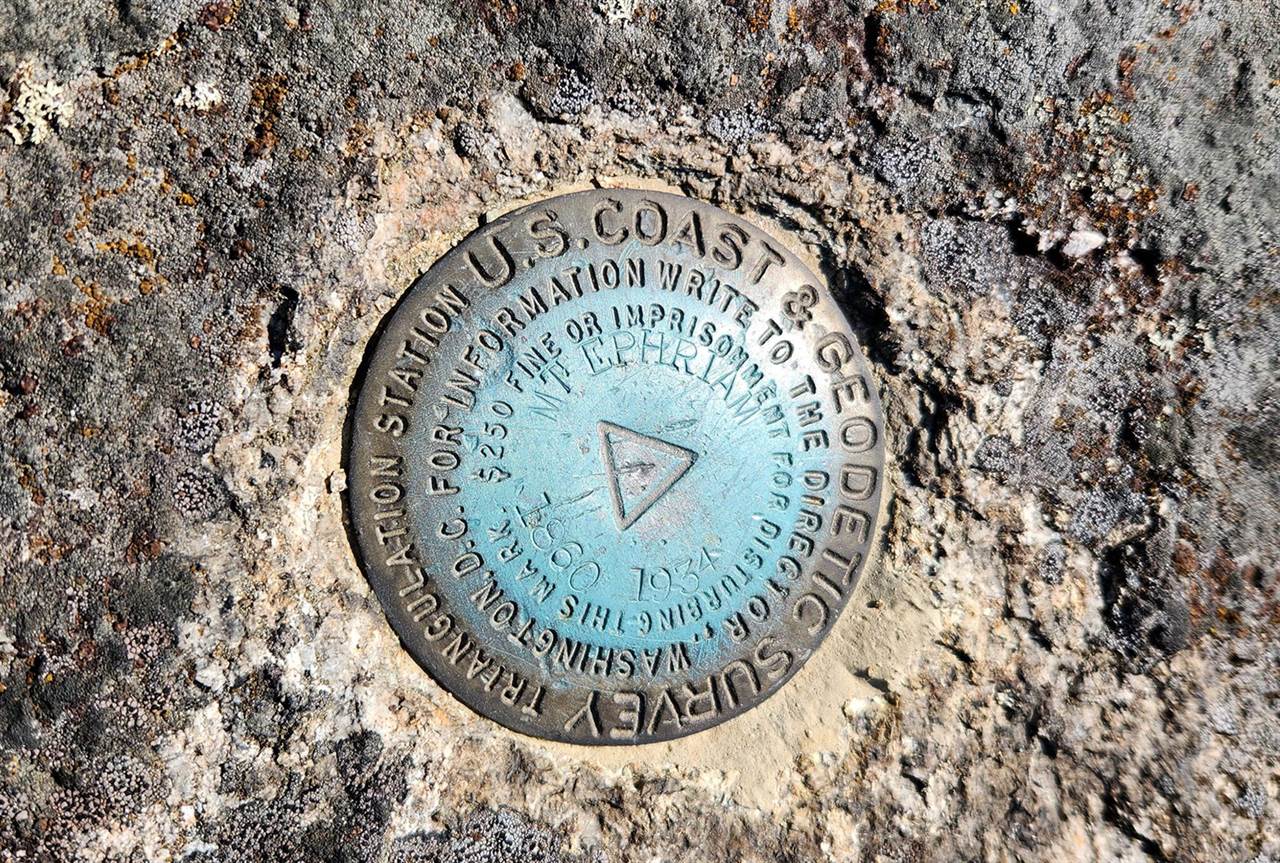 U.S. COAST & GEODETIC SURVEY
TRIANGULATION STATION
FOR INFORMATION WRITE TO THE DIRECTOR, WASHINGTON, D.C.
$250 FINE OR IMPRISONMENT FOR DISTURBING THIS MARK.
MT EPHRIAM
1860 1934